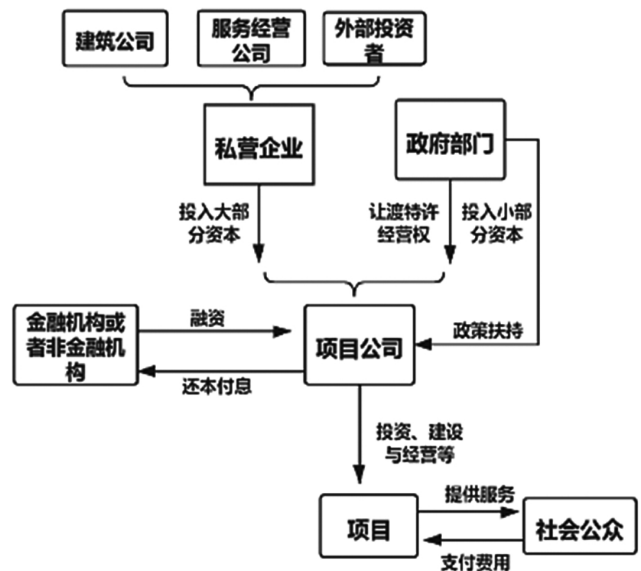 建筑公司
服务经营
公司
外部投资
者
私营企业
政府部门
投入大部
分资本
让渡特许
经营权
投入小部
分资本
金融机构或
者非金融机
构
融资
项目公司
政策扶持
还本付息
投资、建设
与经营等
项目
提供服务
社会公众
支付费用